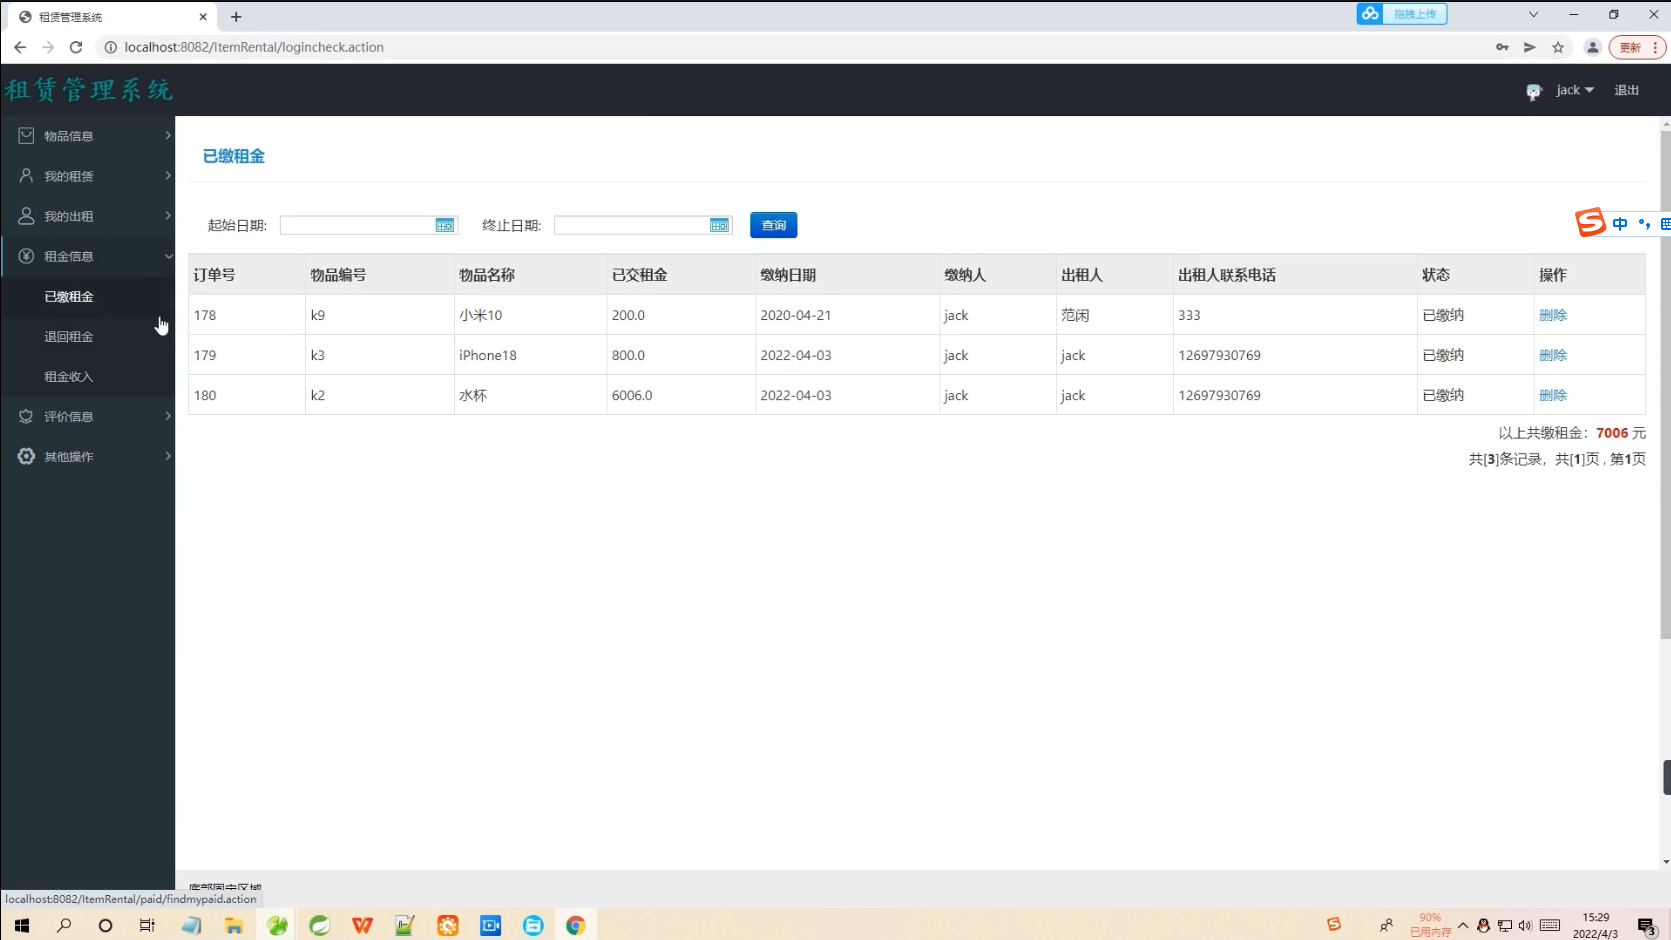 租赁管理系统
拖拽上传
localhost:8082/ItemRental/logincheck.action
更新
租赁管理系统
jack
退出
物品信息
我的租赁
我的出租
租金信息
已缴租金
退回租金
租金收入
评价信息
其他操作
已缴租金
起始日期: 终止日期: 查询
订单号 物品编号 物品名称 已交租金 缴纳日期 缴纳人 出租人 出租人联系电话 状态 操作
178 k9 小米10 200.0 2020-04-21 jack 范闲 333 已缴纳 删除
179 k3 iPhone18 800.0 2022-04-03 jack jack 12697930769 已缴纳 删除
180 k2 水杯 6006.0 2022-04-03 jack jack 12697930769 已缴纳 删除
以上共缴租金：7006 元
共[3]条记录，共[1]页 , 第1页
中
底部固定区域
localhost:8082/ItemRental/paid/findmypaid.action
90%
已用内存
15:29
2022/4/3
3